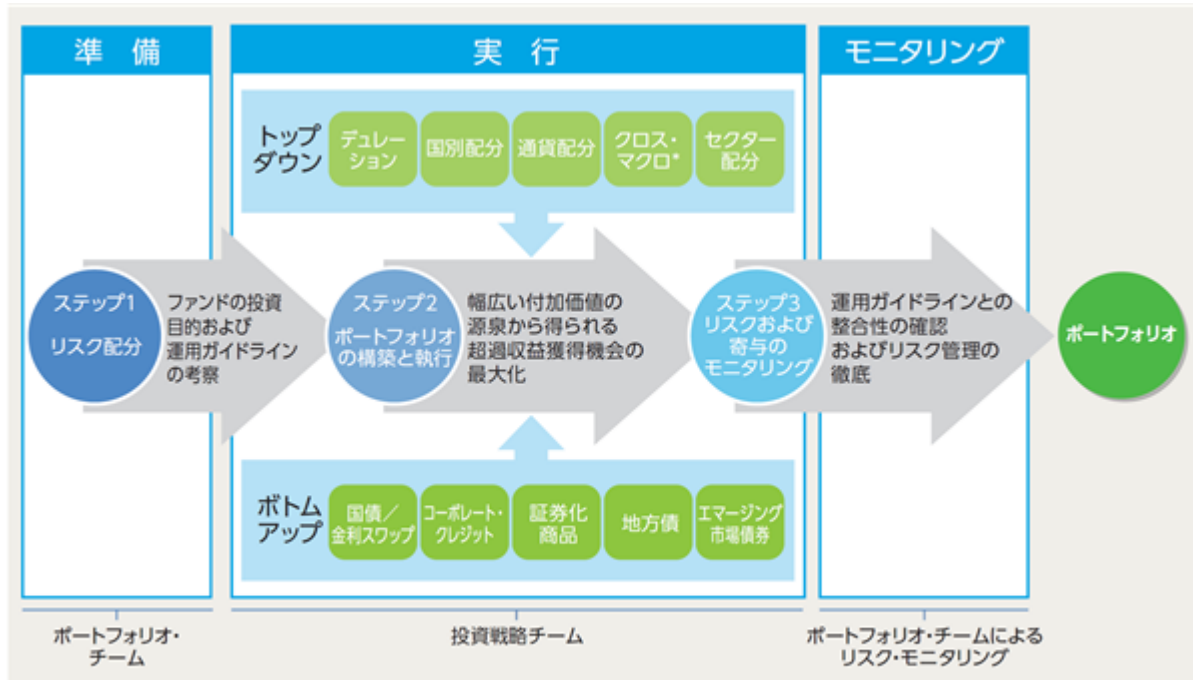 準 備
実 行
モニタリング
トップ
ダウン
デュレー
ション
国別配分
通貨配分
クロス・
マクロ*
セクター
配分
ステップ1
リスク配分
ファンドの投資
目的および
運用ガイドライン
の考察
ステップ2
ポートフォリオ
の構築と執行
幅広い付加価値の
源泉から得られる
超過収益獲得機会の
最大化
ステップ3
リスクおよび
寄与の
モニタリング
運用ガイドラインとの
整合性の確認
およびリスク管理の
徹底
ポートフォリオ
ボトム
アップ
国債／
金利スワップ
コーポレート・
クレジット
証券化
商品
地方債
エマージング
市場債券
ポートフォリオ・
チーム
投資戦略チーム
ポートフォリオ・チームによる
リスク・モニタリング